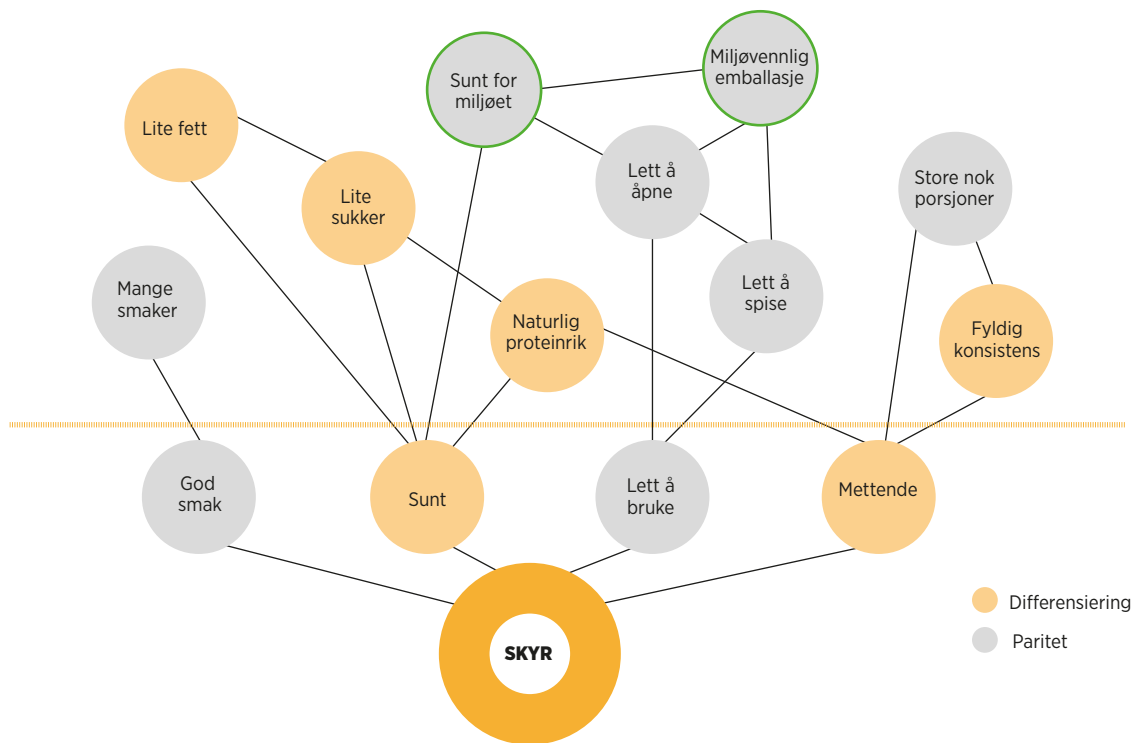 Sunt for
miljøet
Miljøvennlig
emballasje
Lite fett
Lite
sukker
Lett å
åpne
Store nok
porsjoner
Mange
smaker
Naturlig
proteinrik
Lett å
spise
Fyldig
konsistens
God
smak
Sunt
Lett å
bruke
Mettende
SKYR
Differensiering
Paritet